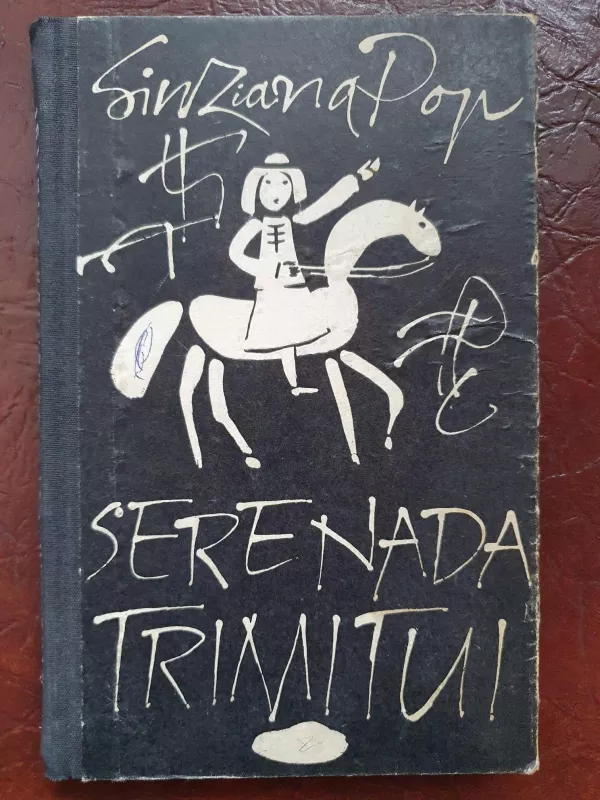 Sinziana Pop
SERENADA
TRIMITUI